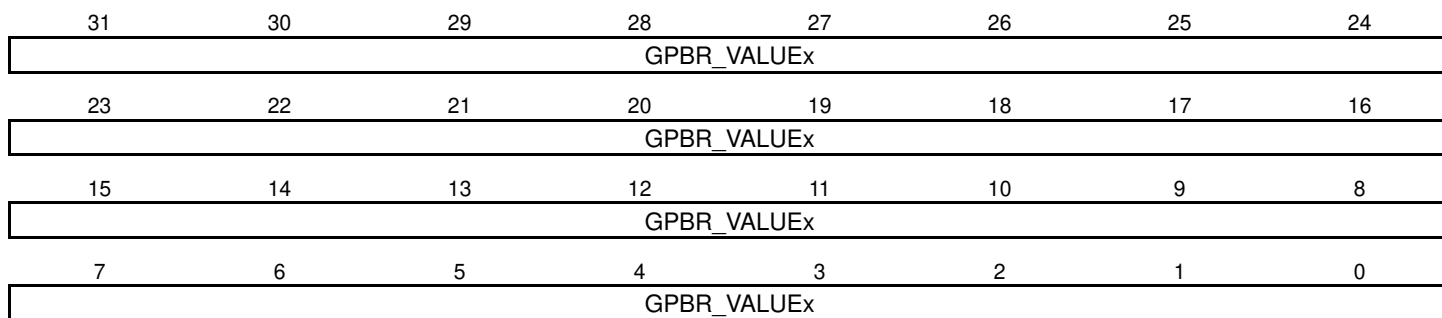 31 30 29 28 27 26 25 24
GPBR_VALUEx
23 22 21 20 19 18 17 16
GPBR_VALUEx
15 14 13 12 11 10 9 8
GPBR_VALUEx
7 6 5 4 3 2 1 0
GPBR_VALUEx